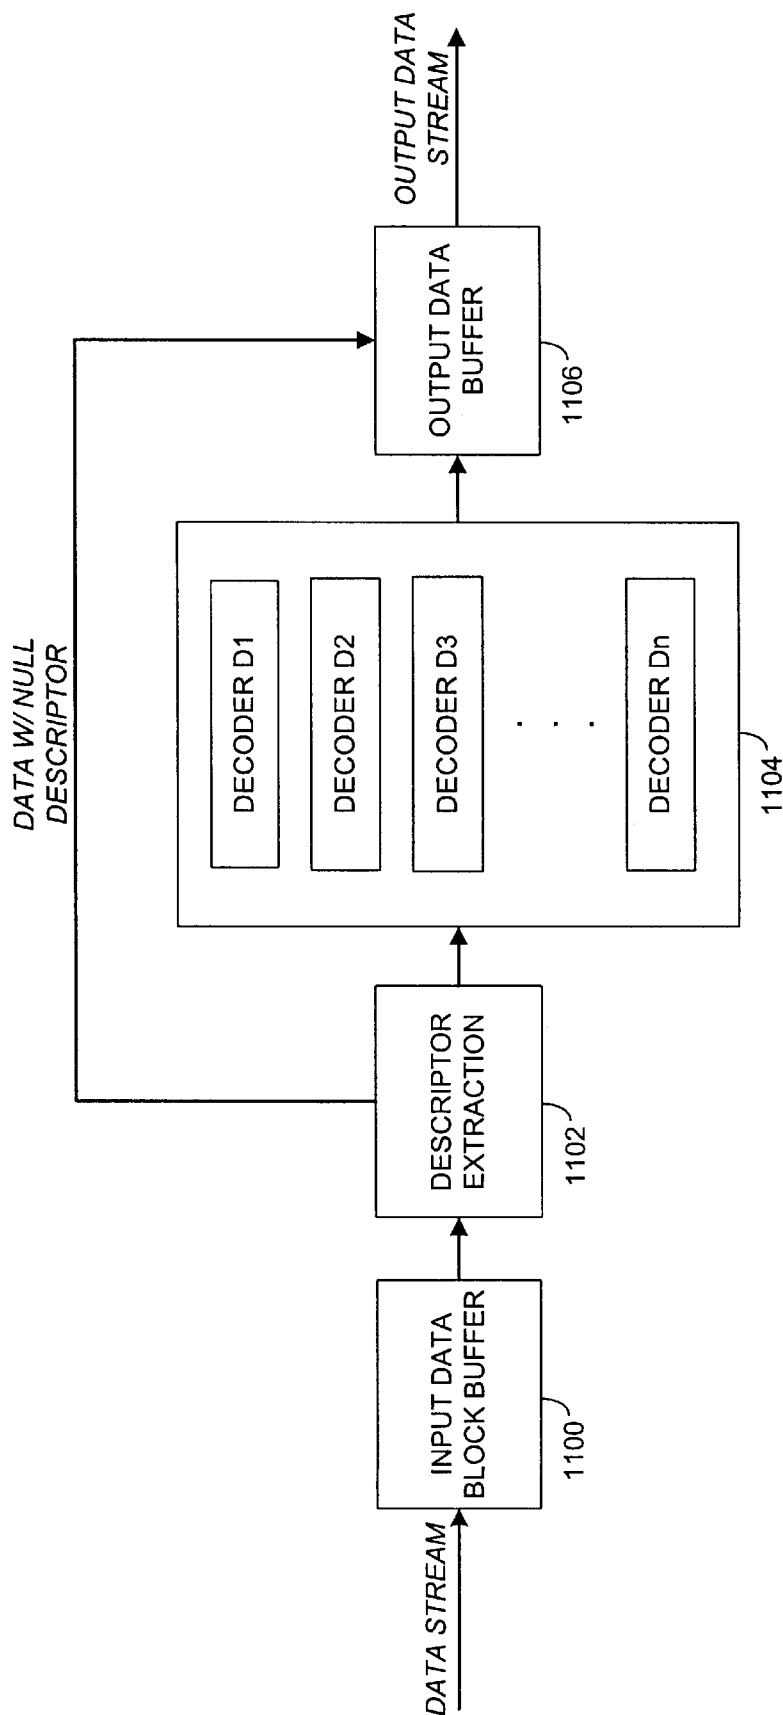 DATA STREAM
INPUT DATA
BLOCK BUFFER
1100
DESCRIPTOR
EXTRACTION
1102
DATA W/ NULL
DESCRIPTOR
DECODER D1
DECODER D2
DECODER D3
. . .
DECODER Dn
1104
OUTPUT DATA
BUFFER
1106
OUTPUT DATA
STREAM